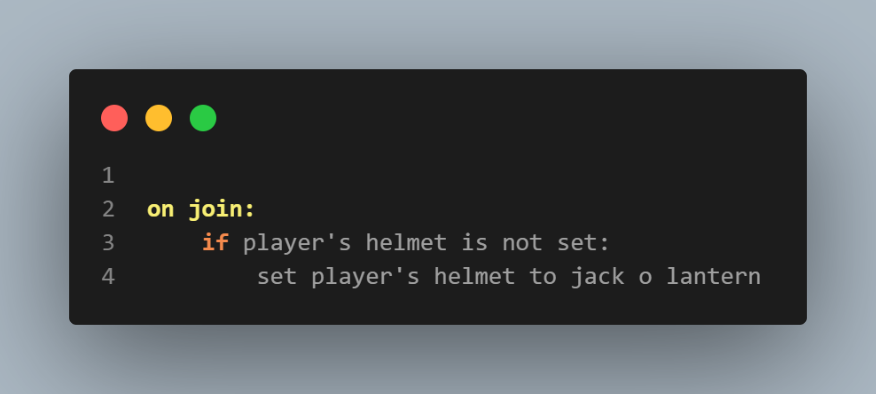 1
2 on join:
3     if player's helmet is not set:
4         set player's helmet to jack o lantern